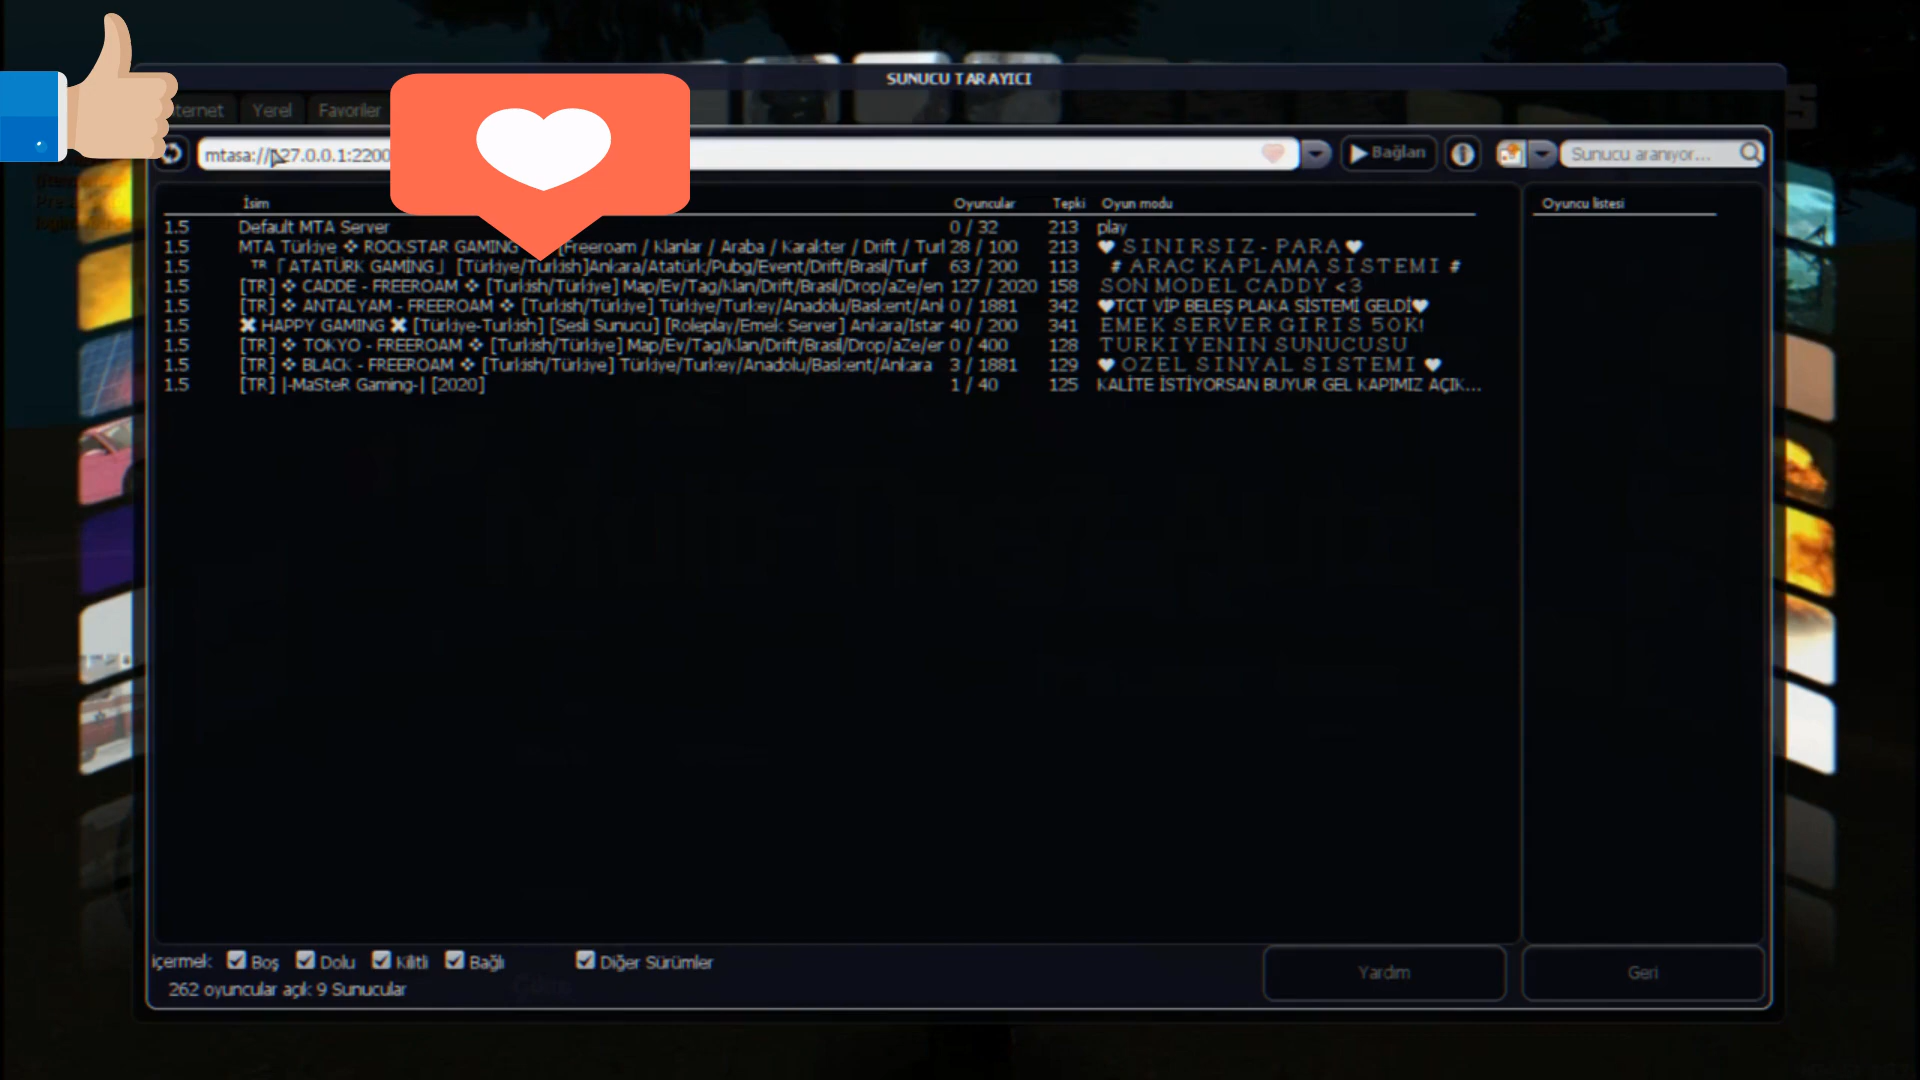 SUNUCU TARAYICI
Yerel Favoriler
Bağlan Sunucu aranıyor...
İsim Oyuncular Tepki Oyun modu Oyuncu listesi
1.5 Default MTA Server 0 / 32 213 play
1.5 MTA Türkiye ❖ ROCKSTAR GAMING [Freeroam / Klanlar / Araba / Karakter / Drift / Turl 28 / 100 213 ♥ SINIRSIZ - PARA ♥
1.5 TR「ATATÜRK GAMİNG」 [Türkiye/Turkish]Ankara/Atatürk/Pubg/Event/Drift/Brasil/Turf 63 / 200 113 # ARAC KAPLAMA SISTEMI #
1.5 [TR] ❖ CADDE - FREEROAM ❖ [Turkish/Türkiye] Map/Ev/Tag/Klan/Drift/Brasil/Drop/aZe/en 127 / 2020 158 SON MODEL CADDY <3
1.5 [TR] ❖ ANTALYAM - FREEROAM ❖ [Turkish/Türkiye] Türkiye/Turkey/Anadolu/Baskent/Anl 0 / 1881 342 ♥TCT VİP BELEŞ PLAKA SİSTEMİ GELDİ♥
1.5 ✖ HAPPY GAMING ✖ [Türkiye-Turkish] [Sesli Sunucu] [Roleplay/Emek Server] Ankara/Istar 40 / 200 341 EMEK SERVER GIRIS 50K!
1.5 [TR] ❖ TOKYO - FREEROAM ❖ [Turkish/Türkiye] Map/Ev/Tag/Klan/Drift/Brasil/Drop/aZe/er 0 / 400 128 TURKIYENIN SUNUCUSU
1.5 [TR] ❖ BLACK - FREEROAM ❖ [Turkish/Türkiye] Türkiye/Turkey/Anadolu/Baskent/Ankara 3 / 1881 129 ♥ OZEL SINYAL SISTEMI ♥
1.5 [TR] |-MaSteR Gaming-| [2020] 1 / 40 125 KALİTE İSTİYORSAN BUYUR GEL KAPIMIZ AÇIK...
içermek: Boş Dolu Kilitli Bağlı Diğer Sürümler
262 oyuncular açık: 9 Sunucular
Yardım Geri